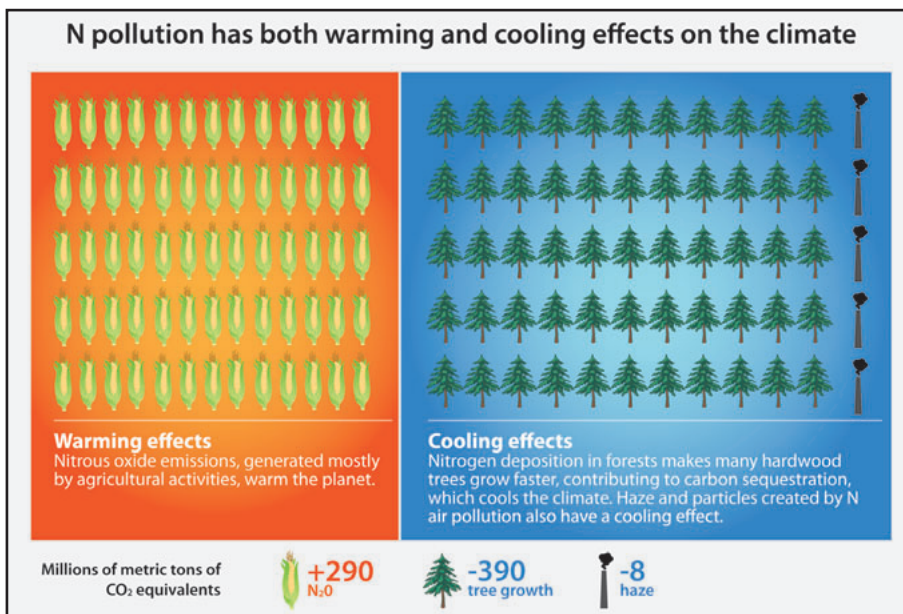 N pollution has both warming and cooling effects on the climate
Warming effects
Nitrous oxide emissions, generated mostly
by agricultural activities, warm the planet.
Cooling effects
Nitrogen deposition in forests makes many hardwood
trees grow faster, contributing to carbon sequestration,
which cools the climate. Haze and particles created by N
air pollution also have a cooling effect.
Millions of metric tons of
CO₂ equivalents
+290
N₂0
-390
tree growth
-8
haze